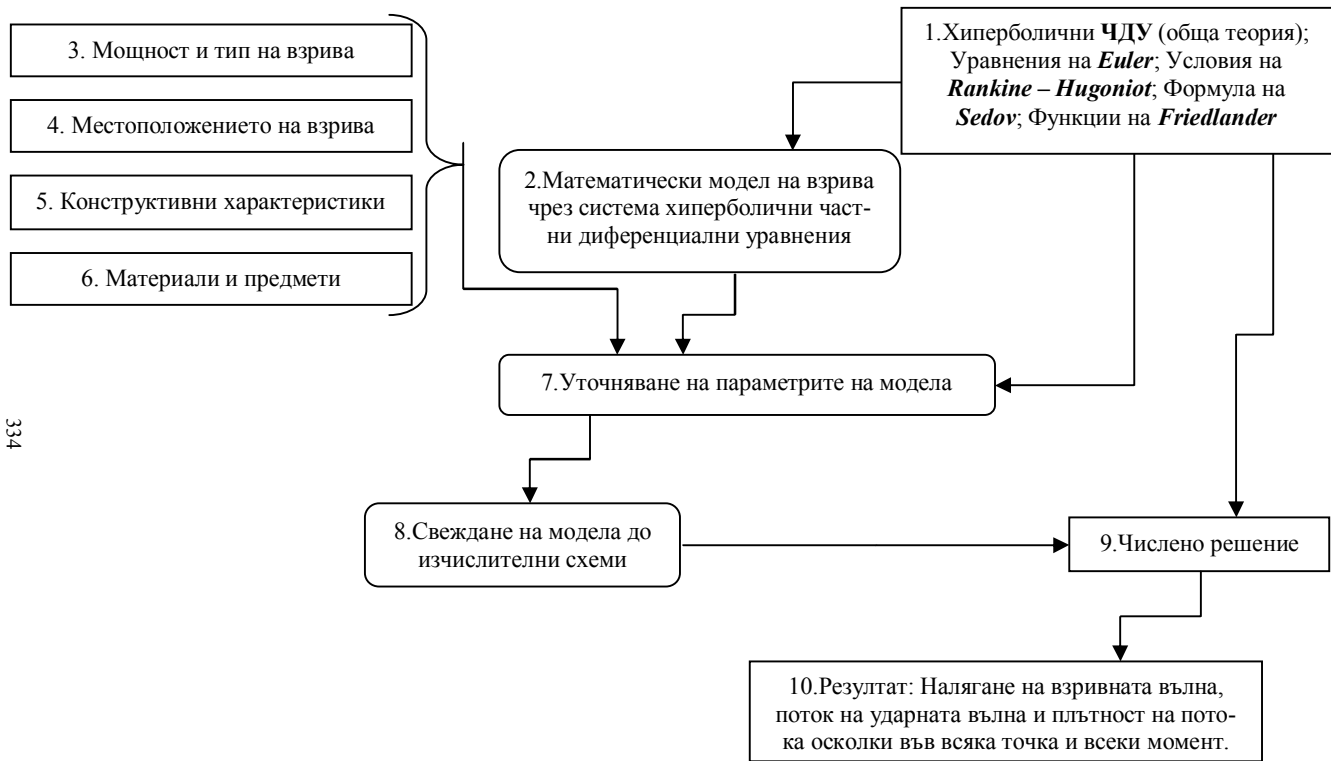 1.Хиперболични ЧДУ (обща теория);
Уравнения на Euler; Условия на
Rankine – Hugoniot; Формула на
Sedov; Функции на Friedlander
3. Мощност и тип на взрива
4. Местоположението на взрива
5. Конструктивни характеристики
6. Материали и предмети
2.Математически модел на взрива
чрез система хиперболични част-
ни диференциални уравнения
7.Уточняване на параметрите на модела
8.Свеждане на модела до
изчислителни схеми
9.Числено решение
10.Резултат: Налягане на взривната вълна,
поток на ударната вълна и плътност на пото-
ка осколки във всяка точка и всеки момент.
334